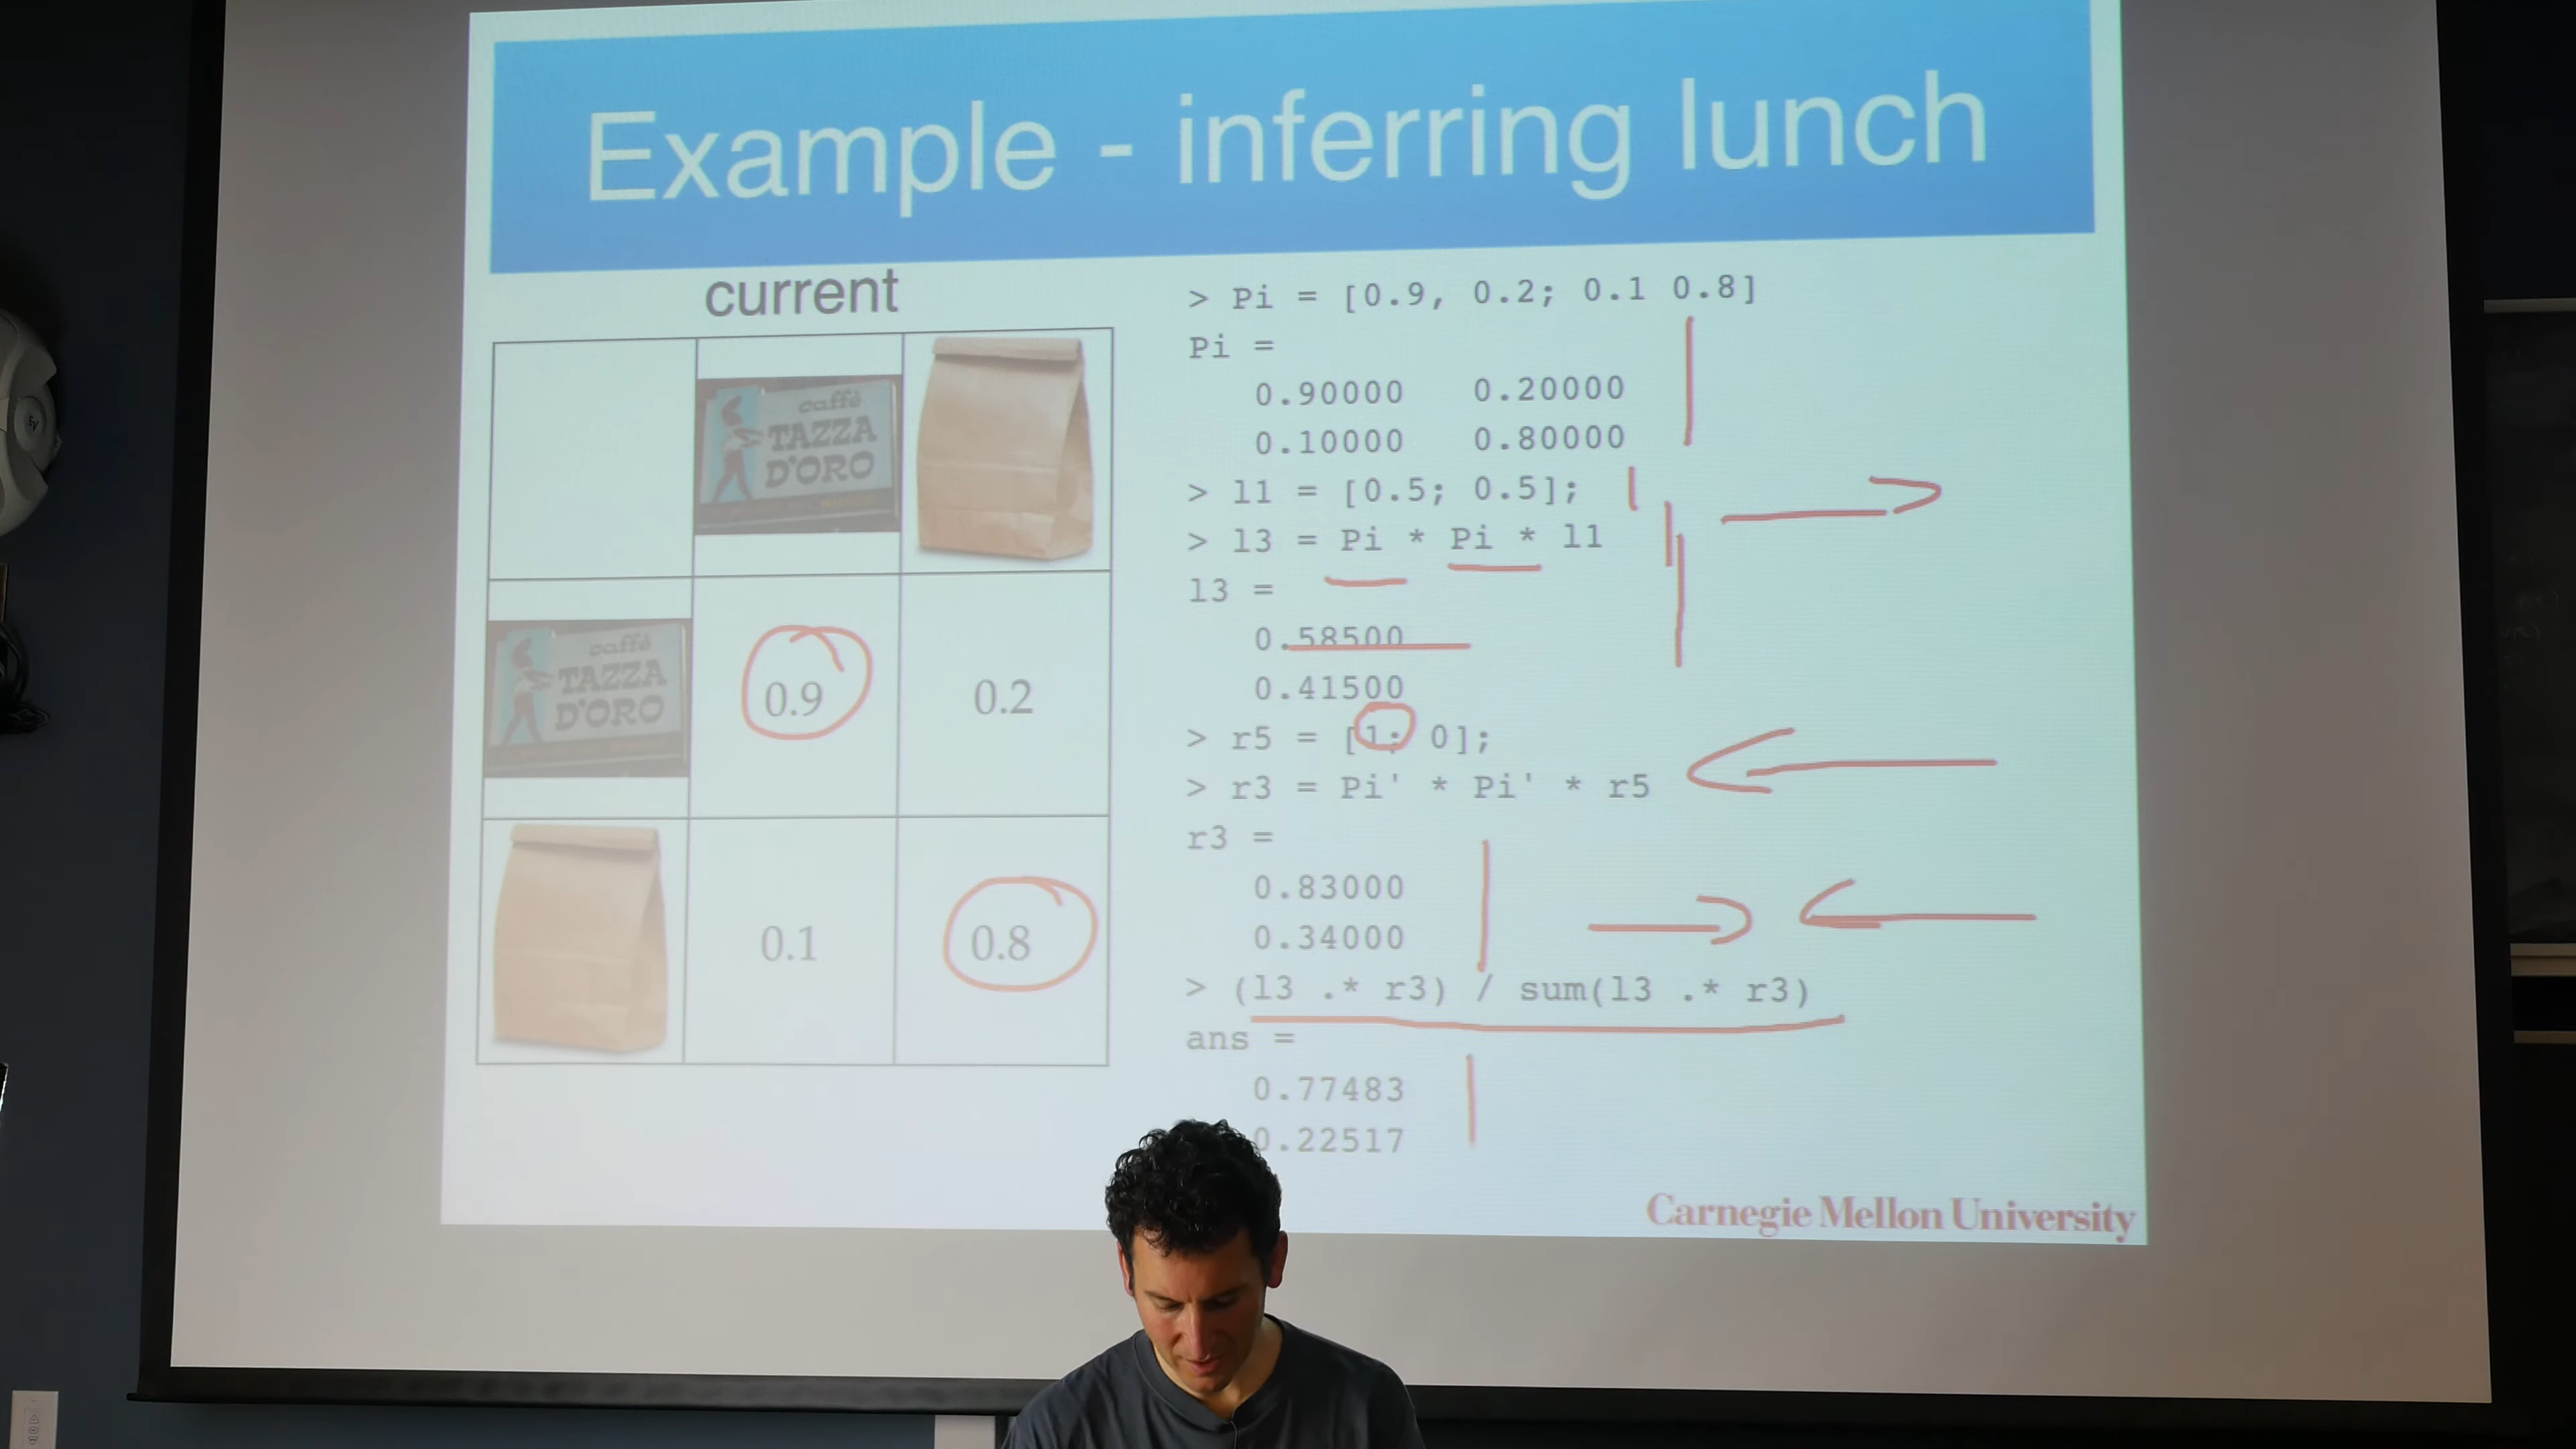 Example - inferring lunch
current
caffè
TAZZA
D'ORO
caffè
TAZZA
D'ORO
0.9 0.2
0.1 0.8
> Pi = [0.9, 0.2; 0.1 0.8]
Pi =
0.90000 0.20000
0.10000 0.80000
> l1 = [0.5; 0.5];
> l3 = Pi * Pi * l1
l3 =
0.58500
0.41500
> r5 = [1; 0];
> r3 = Pi' * Pi' * r5
r3 =
0.83000
0.34000
> (l3 .* r3) / sum(l3 .* r3)
ans =
0.77483
0.22517
Carnegie Mellon University